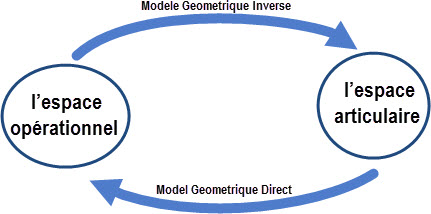 Modele Geometrique Inverse
l'espace
opérationnel
l'espace
articulaire
Model Geometrique Direct